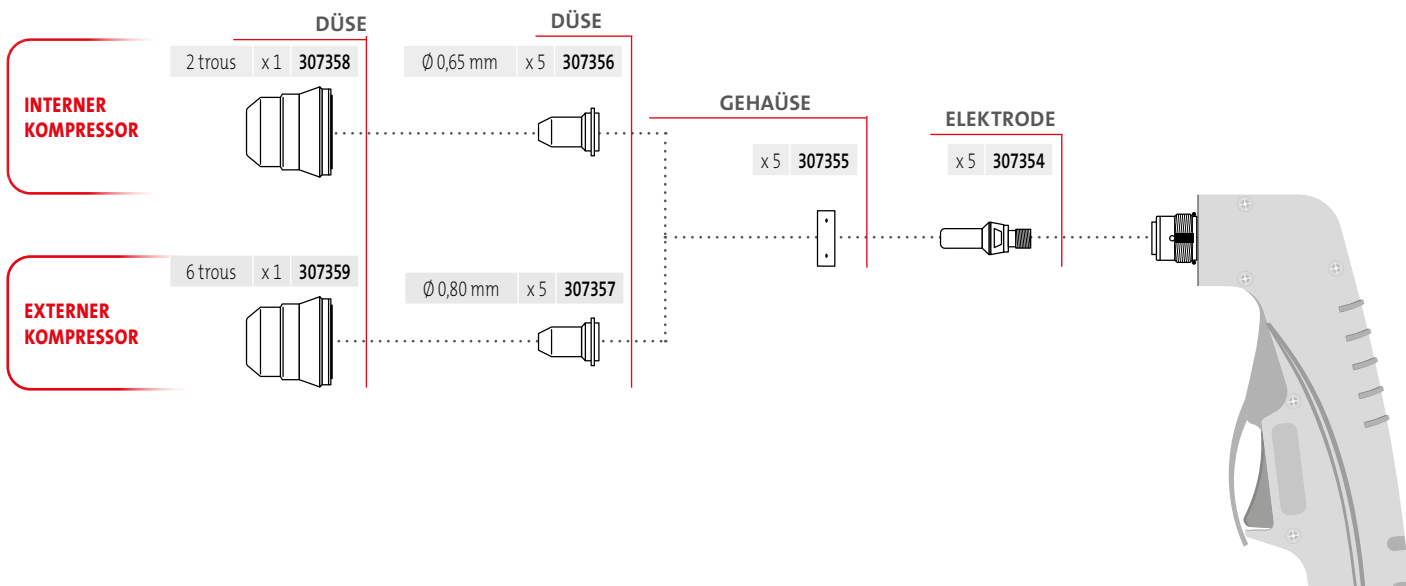 DÜSE
DÜSE
2 trous x 1 307358
Ø 0,65 mm x 5 307356
INTERNER
KOMPRESSOR
GEHAÜSE
ELEKTRODE
x 5 307355
x 5 307354
6 trous x 1 307359
Ø 0,80 mm x 5 307357
EXTERNER
KOMPRESSOR